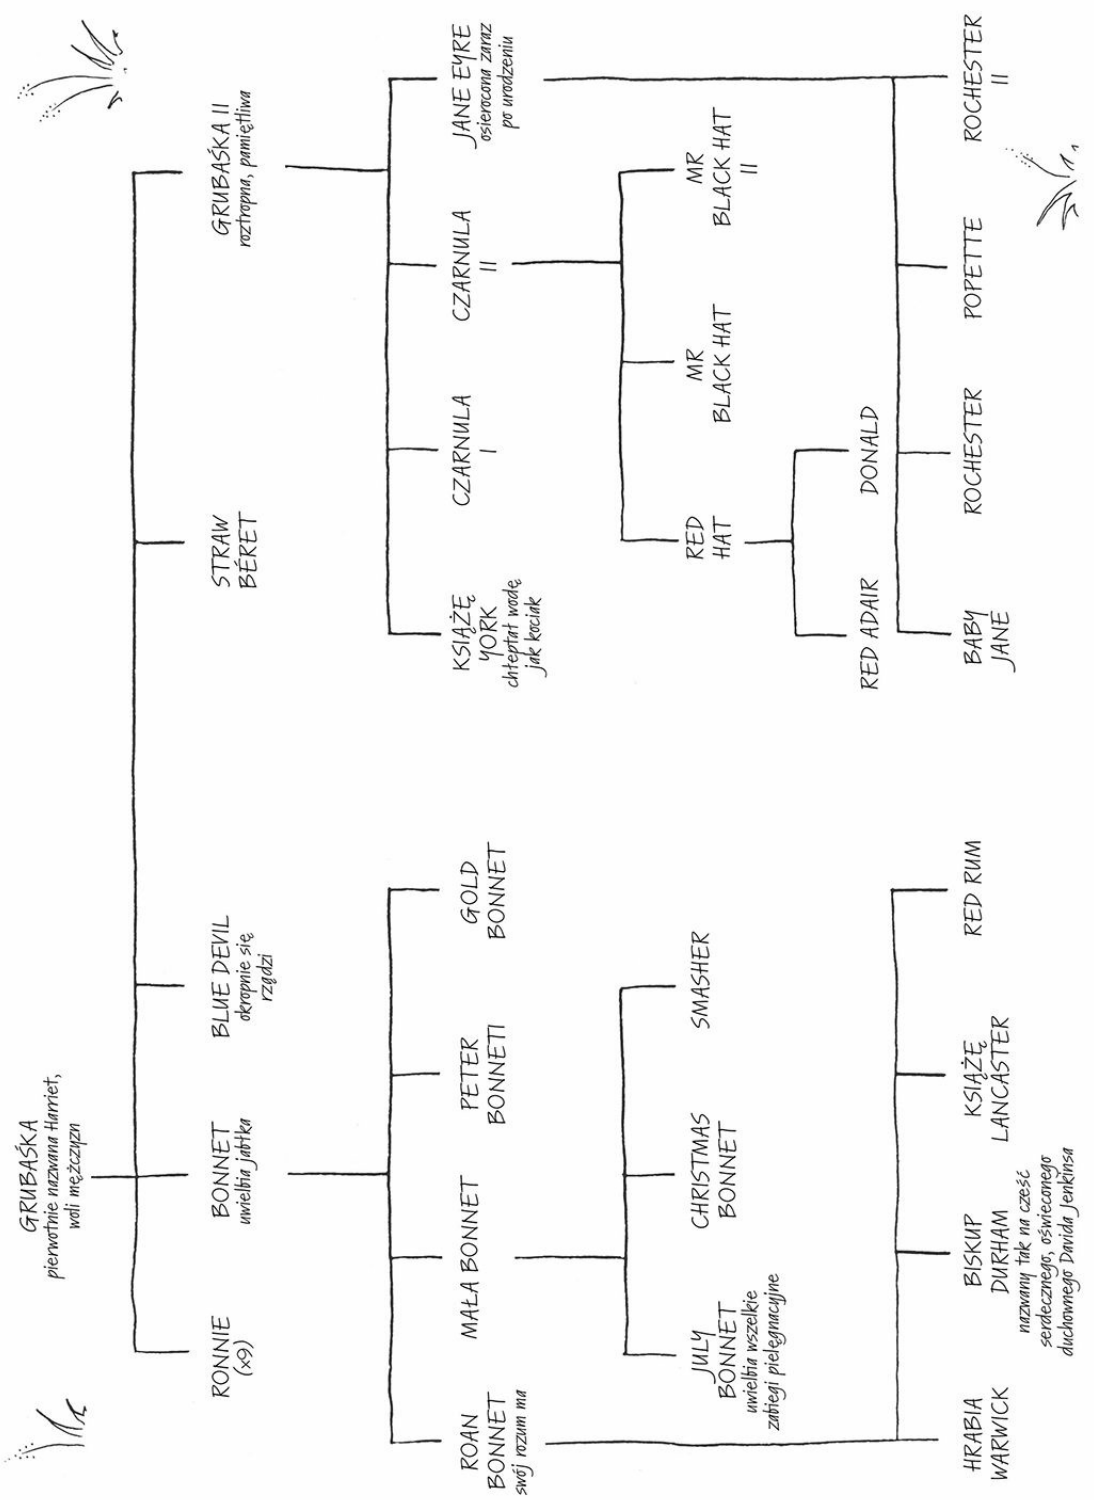 GRUBAŚKA
pierwotnie nazwana Harriet,
woli mężczyzn
RONNIE
(x9)
BONNET
uwielbia jabłka
BLUE DEVIL
okropnie się
rządzi
STRAW
BÉRET
GRUBAŚKA II
roztropna, pamiętliwa
ROAN
BONNET
swój rozum ma
MAŁA BONNET
PETER
BONNETI
GOLD
BONNET
KSIĄŻĘ
YORK
chłeptał wodę
jak kociak
CZARNULA
I
CZARNULA
II
JANE EYRE
osierocona zaraz
po urodzeniu
JULY
BONNET
uwielbia wszelkie
zabiegi pielęgnacyjne
CHRISTMAS
BONNET
SMASHER
RED
HAT
MR
BLACK HAT
MR
BLACK HAT
II
RED ADAIR
DONALD
HRABIA
WARWICK
BISKUP
DURHAM
nazwany tak na cześć
serdecznego, oświeconego
duchownego Davida Jenkinsa
KSIĄŻĘ
LANCASTER
RED RUM
BABY
JANE
ROCHESTER
POPETTE
ROCHESTER
II